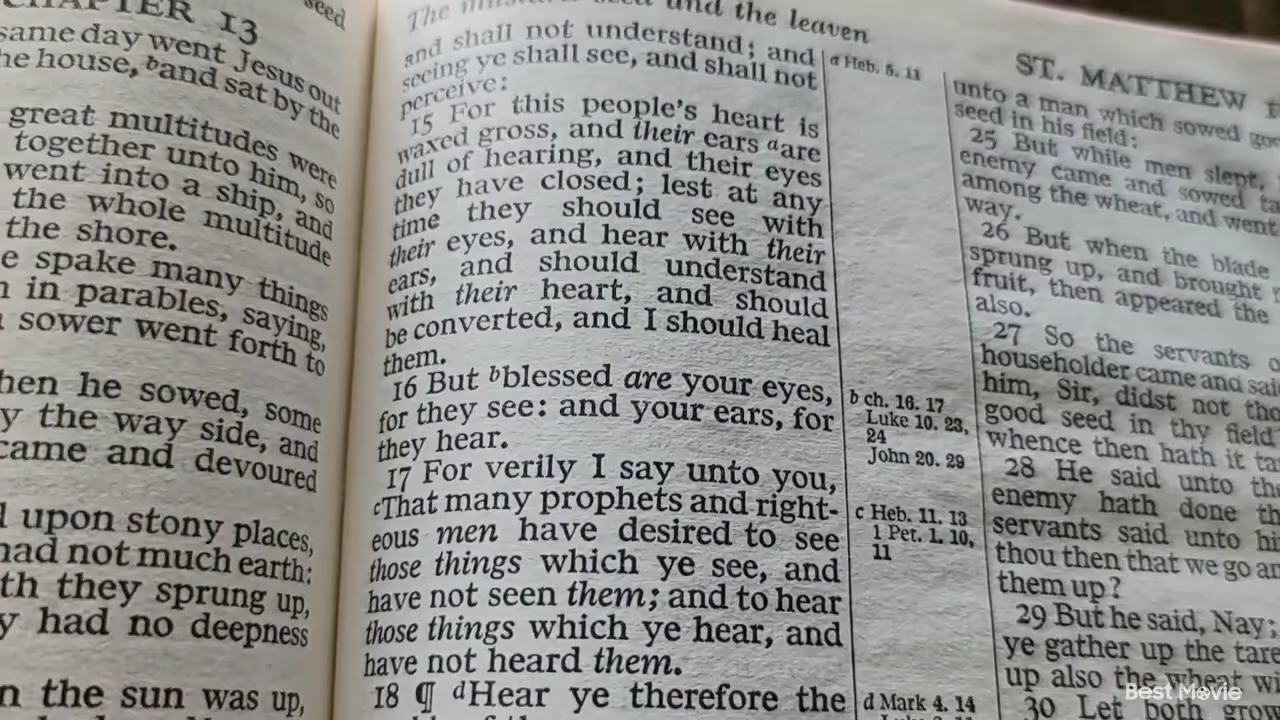 CHAPTER 13
same day went Jesus out
he house, band sat by the
great multitudes were
together unto him, so
went into a ship, and
the whole multitude
the shore.
e spake many things
in parables, saying,
sower went forth to
hen he sowed, some
y the way side, and
came and devoured
upon stony places,
had not much earth:
th they sprung up,
y had no deepness
n the sun was up,
seed
The mustard seed and the leaven
and shall not understand; and
seeing ye shall see, and shall not
perceive:
15 For this people's heart is
waxed gross, and their ears aare
dull of hearing, and their eyes
they have closed; lest at any
time they should see with
their eyes, and hear with their
ears, and should understand
with their heart, and should
be converted, and I should heal
them.
16 But bblessed are your eyes,
for they see: and your ears, for
they hear.
17 For verily I say unto you,
cThat many prophets and right-
eous men have desired to see
those things which ye see, and
have not seen them; and to hear
those things which ye hear, and
have not heard them.
18 ¶ dHear ye therefore the
a Heb. 5. 11
b ch. 16. 17
Luke 10. 23,
24
John 20. 29
c Heb. 11. 13
1 Pet. 1. 10,
11
d Mark 4. 14
ST. MATTHEW
unto a man which sowed goo
seed in his field:
25 But while men slept,
enemy came and sowed ta
among the wheat, and went
way.
26 But when the blade
sprung up, and brought
fruit, then appeared the
also.
27 So the servants o
householder came and sai
him, Sir, didst not tho
good seed in thy field
whence then hath it ta
28 He said unto the
enemy hath done th
servants said unto hi
thou then that we go an
them up?
29 But he said, Nay;
ye gather up the tare
up also the wheat wi
30 Let both grow
Best Movie